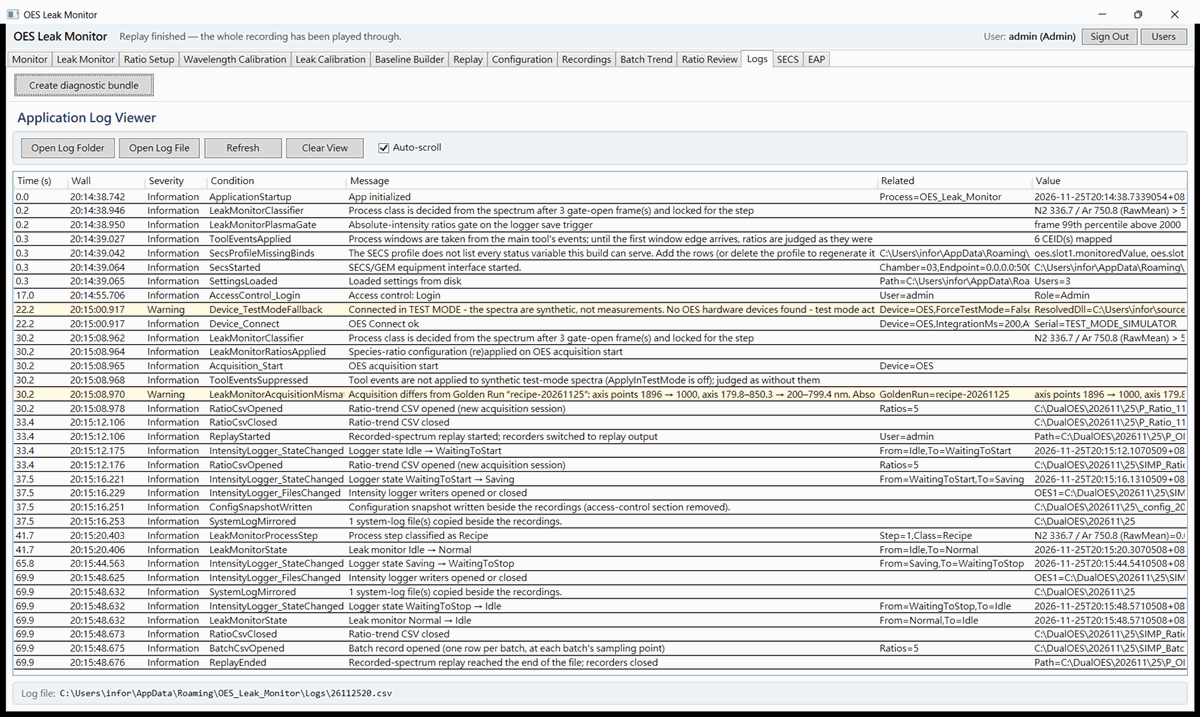 OES Leak Monitor
OES Leak Monitor Replay finished — the whole recording has been played through. User: admin (Admin) Sign Out Users
Monitor Leak Monitor Ratio Setup Wavelength Calibration Leak Calibration Baseline Builder Replay Configuration Recordings Batch Trend Ratio Review Logs SECS EAP
Create diagnostic bundle
Application Log Viewer
Open Log Folder Open Log File Refresh Clear View Auto-scroll
Time (s) Wall Severity Condition Message Related Value
0.0 20:14:38.742 Information ApplicationStartup App initialized Process=OES_Leak_Monitor 2026-11-25T20:14:38.7339054+08
0.2 20:14:38.946 Information LeakMonitorClassifier Process class is decided from the spectrum after 3 gate-open frame(s) and locked for the step N2 336.7 / Ar 750.8 (RawMean) > 5
0.2 20:14:38.950 Information LeakMonitorPlasmaGate Absolute-intensity ratios gate on the logger save trigger frame 99th percentile above 2000
0.3 20:14:39.027 Information ToolEventsApplied Process windows are taken from the main tool's events; until the first window edge arrives, ratios are judged as they were 6 CEID(s) mapped
0.3 20:14:39.042 Information SecsProfileMissingBinds The SECS profile does not list every status variable this build can serve. Add the rows (or delete the profile to regenerate it C:\Users\infor\AppData\Roaming\ oes.slot1.monitoredValue, oes.slot
0.3 20:14:39.064 Information SecsStarted SECS/GEM equipment interface started. Chamber=03,Endpoint=0.0.0.0:500 C:\Users\infor\AppData\Roaming\
0.3 20:14:39.065 Information SettingsLoaded Loaded settings from disk Path=C:\Users\infor\AppData\Roa Users=3
17.0 20:14:55.706 Information AccessControl_Login Access control: Login User=admin Role=Admin
22.2 20:15:00.917 Warning Device_TestModeFallback Connected in TEST MODE - the spectra are synthetic, not measurements. No OES hardware devices found - test mode act Device=OES,ForceTestMode=False ResolvedDll=C:\Users\infor\source
22.2 20:15:00.917 Information Device_Connect OES Connect ok Device=OES,IntegrationMs=200,A Serial=TEST_MODE_SIMULATOR
30.2 20:15:08.962 Information LeakMonitorClassifier Process class is decided from the spectrum after 3 gate-open frame(s) and locked for the step N2 336.7 / Ar 750.8 (RawMean) > 5
30.2 20:15:08.964 Information LeakMonitorRatiosApplied Species-ratio configuration (re)applied on OES acquisition start
30.2 20:15:08.965 Information Acquisition_Start OES acquisition start Device=OES
30.2 20:15:08.968 Information ToolEventsSuppressed Tool events are not applied to synthetic test-mode spectra (ApplyInTestMode is off); judged as without them
30.2 20:15:08.970 Warning LeakMonitorAcquisitionMisma Acquisition differs from Golden Run "recipe-20261125": axis points 1896 → 1000, axis 179.8–850.3 → 200–799.4 nm. Abso GoldenRun=recipe-20261125 axis points 1896 → 1000, axis 179.8
30.2 20:15:08.978 Information RatioCsvOpened Ratio-trend CSV opened (new acquisition session) Ratios=5 C:\DualOES\202611\25\P_Ratio_11
33.4 20:15:12.106 Information RatioCsvClosed Ratio-trend CSV closed C:\DualOES\202611\25\P_Ratio_11
33.4 20:15:12.106 Information ReplayStarted Recorded-spectrum replay started; recorders switched to replay output User=admin Path=C:\DualOES\202611\25\P_OI
33.4 20:15:12.175 Information IntensityLogger_StateChanged Logger state Idle → WaitingToStart From=Idle,To=WaitingToStart 2026-11-25T20:15:12.1070509+08
33.4 20:15:12.176 Information RatioCsvOpened Ratio-trend CSV opened (new acquisition session) Ratios=5 C:\DualOES\202611\25\SIMP_Ratio
37.5 20:15:16.221 Information IntensityLogger_StateChanged Logger state WaitingToStart → Saving From=WaitingToStart,To=Saving 2026-11-25T20:15:16.1310509+08
37.5 20:15:16.229 Information IntensityLogger_FilesChanged Intensity logger writers opened or closed OES1=C:\DualOES\202611\25\SIM
37.5 20:15:16.251 Information ConfigSnapshotWritten Configuration snapshot written beside the recordings (access-control section removed). C:\DualOES\202611\25\_config_20
37.5 20:15:16.253 Information SystemLogMirrored 1 system-log file(s) copied beside the recordings. C:\DualOES\202611\25
41.7 20:15:20.403 Information LeakMonitorProcessStep Process step classified as Recipe Step=1,Class=Recipe N2 336.7 / Ar 750.8 (RawMean)=0.
41.7 20:15:20.406 Information LeakMonitorState Leak monitor Idle → Normal From=Idle,To=Normal 2026-11-25T20:15:20.3070508+08
65.8 20:15:44.563 Information IntensityLogger_StateChanged Logger state Saving → WaitingToStop From=Saving,To=WaitingToStop 2026-11-25T20:15:44.5410508+08
69.9 20:15:48.625 Information IntensityLogger_FilesChanged Intensity logger writers opened or closed OES1=C:\DualOES\202611\25\SIM
69.9 20:15:48.632 Information SystemLogMirrored 1 system-log file(s) copied beside the recordings. C:\DualOES\202611\25
69.9 20:15:48.632 Information IntensityLogger_StateChanged Logger state WaitingToStop → Idle From=WaitingToStop,To=Idle 2026-11-25T20:15:48.5710508+08
69.9 20:15:48.632 Information LeakMonitorState Leak monitor Normal → Idle From=Normal,To=Idle 2026-11-25T20:15:48.5710508+08
69.9 20:15:48.673 Information RatioCsvClosed Ratio-trend CSV closed C:\DualOES\202611\25\SIMP_Ratio
69.9 20:15:48.675 Information BatchCsvOpened Batch record opened (one row per batch, at each batch's sampling point) Ratios=5 C:\DualOES\202611\25\SIMP_Batc
69.9 20:15:48.676 Information ReplayEnded Recorded-spectrum replay reached the end of the file; recorders closed Path=C:\DualOES\202611\25\P_OI
Log file: C:\Users\infor\AppData\Roaming\OES_Leak_Monitor\Logs\26112520.csv